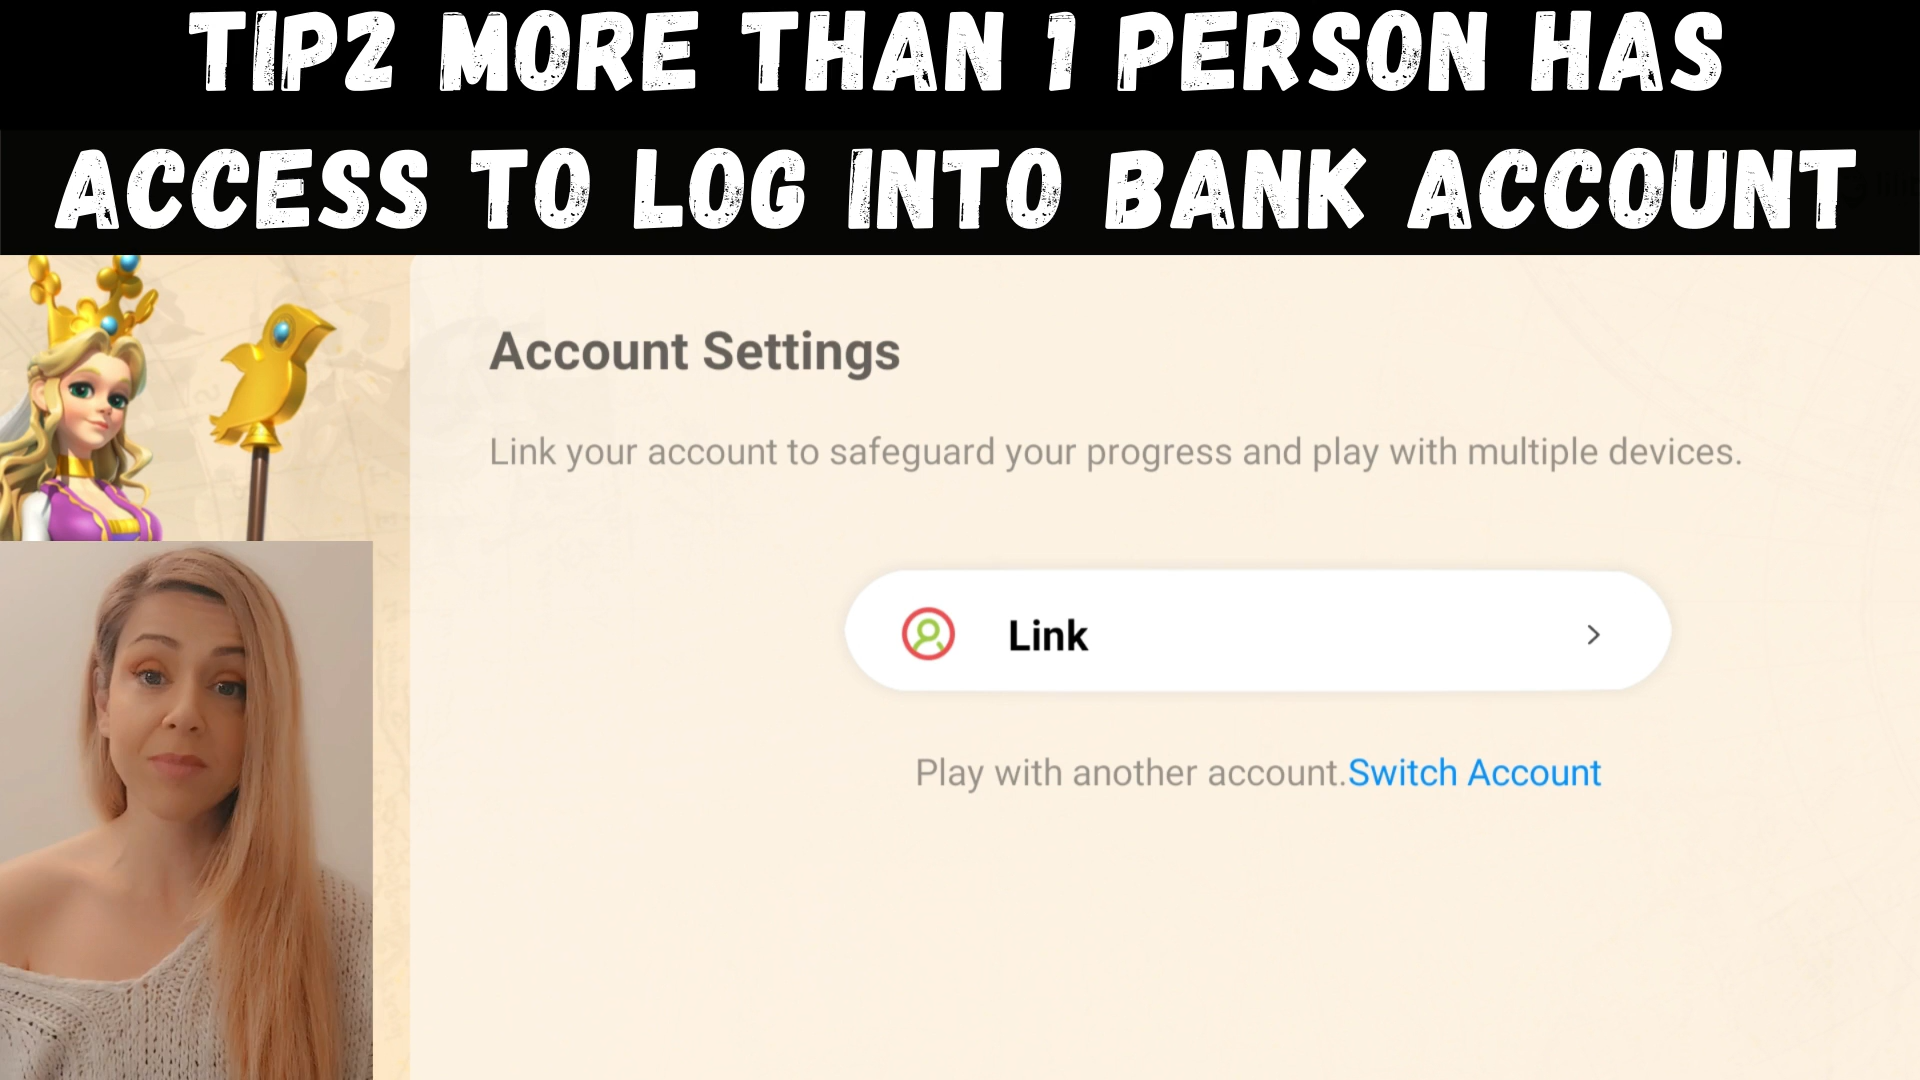 TIP2 MORE THAN 1 PERSON HAS
ACCESS TO LOG INTO BANK ACCOUNT
Account Settings
Link your account to safeguard your progress and play with multiple devices.
Link
Play with another account.Switch Account